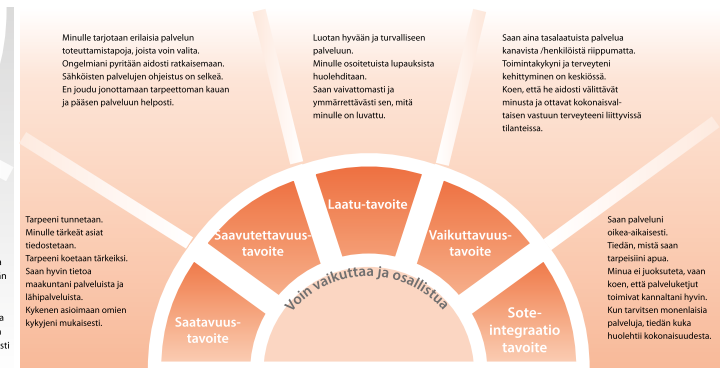 Minulle tarjotaan erilaisia palvelun
toteuttamistapoja, joista voin valita.
Ongelmiani pyritään aidosti ratkaisemaan.
Sähköisten palvelujen ohjeistus on selkeä.
En joudu jonottamaan tarpeettoman kauan
ja pääsen palveluun helposti.
Luotan hyvään ja turvalliseen
palveluun.
Minulle osoitetuista lupauksista
huolehditaan.
Saan vaivattomasti ja
ymmärrettävästi sen, mitä
minulle on luvattu.
Saan aina tasalaatuista palvelua
kanavista /henkilöistä riippumatta.
Toimintakykyni ja terveyteni
kehittyminen on keskiössä.
Koen, että he aidosti välittävät
minusta ja ottavat kokonaisval-
taisen vastuun terveyteeni liittyvissä
tilanteissa.
Tarpeeni tunnetaan.
Minulle tärkeät asiat
tiedostetaan.
Tarpeeni koetaan tärkeiksi.
Saan hyvin tietoa
maakuntani palveluista ja
lähipalveluista.
Kykenen asioimaan omien
kykyjeni mukaisesti.
Saatavuus-
tavoite
Saavutettavuus-
tavoite
Laatu-tavoite
Vaikuttavuus-
tavoite
Sote-
integraatio
tavoite
Voin vaikuttaa ja osallistua
Saan palveluni
oikea-aikaisesti.
Tiedän, mistä saan
tarpeisiini apua.
Minua ei juoksuteta, vaan
koen, että palveluketjut
toimivat kannaltani hyvin.
Kun tarvitsen monenlaisia
palveluja, tiedän kuka
huolehtii kokonaisuudesta.